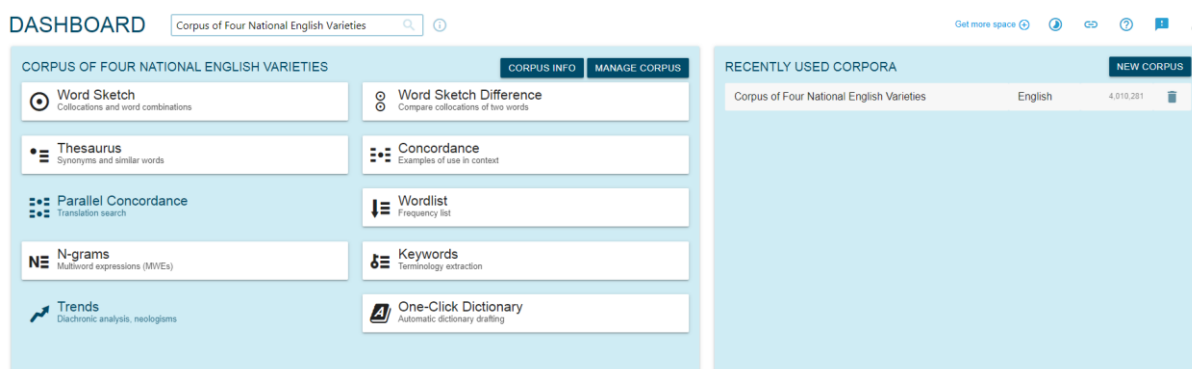 DASHBOARD
Corpus of Four National English Varieties
Get more space
CORPUS OF FOUR NATIONAL ENGLISH VARIETIES
CORPUS INFO
MANAGE CORPUS
Word Sketch
Collocations and word combinations
Word Sketch Difference
Compare collocations of two words
Thesaurus
Synonyms and similar words
Concordance
Examples of use in context
Parallel Concordance
Translation search
Wordlist
Frequency list
N-grams
Multiword expressions (MWEs)
Keywords
Terminology extraction
Trends
Diachronic analysis, neologisms
One-Click Dictionary
Automatic dictionary drafting
RECENTLY USED CORPORA
NEW CORPUS
Corpus of Four National English Varieties English 4,010,281